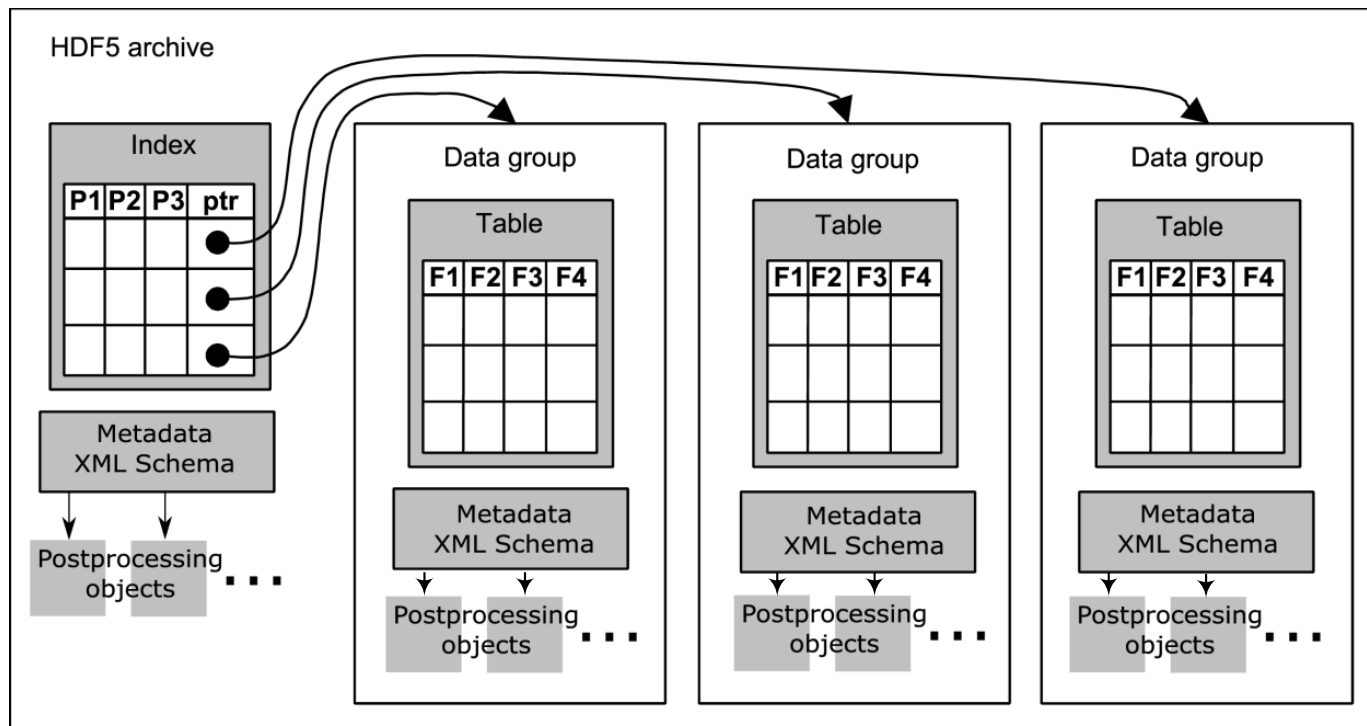 HDF5 archive
Index
P1 P2 P3 ptr
Metadata
XML Schema
Postprocessing
objects
...
Data group
Table
F1 F2 F3 F4
Metadata
XML Schema
Postprocessing
objects
...
Data group
Table
F1 F2 F3 F4
Metadata
XML Schema
Postprocessing
objects
...
Data group
Table
F1 F2 F3 F4
Metadata
XML Schema
Postprocessing
objects
...